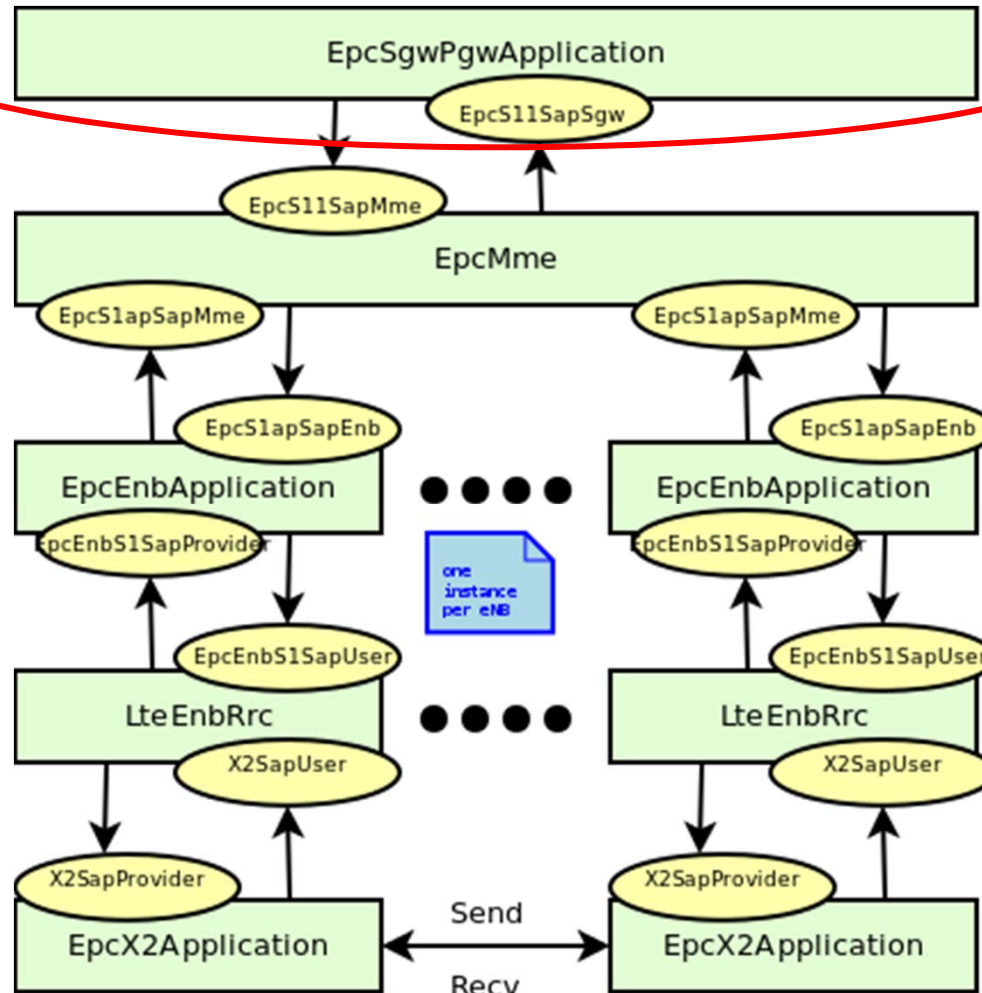 EpcSgwPgwApplication
EpcS11SapSgw
EpcS11SapMme
EpcMme
EpcS1apSapMme
EpcS1apSapMme
EpcS1apSapEnb
EpcS1apSapEnb
EpcEnbApplication
EpcEnbApplication
EpcEnbS1SapProvider
EpcEnbS1SapProvider
one
instance
per eNB
EpcEnbS1SapUser
EpcEnbS1SapUser
LteEnbRrc
LteEnbRrc
X2SapUser
X2SapUser
X2SapProvider
X2SapProvider
Send
EpcX2Application
EpcX2Application
Recv